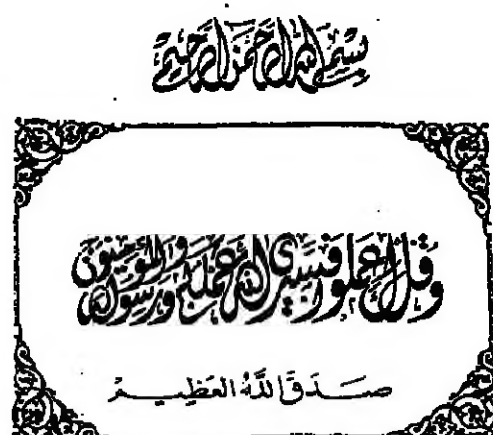 بسم الله الرحمن الرحيم
وقل اعملوا فسيرى الله عملكم ورسوله والمؤمنون
صدق الله العظيم